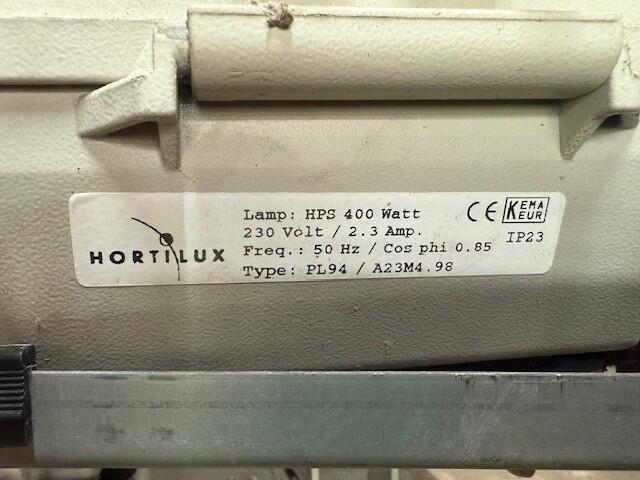 Lamp: HPS 400 Watt
230 Volt / 2.3 Amp.
Freq.: 50 Hz / Cos phi 0.85
Type: PL94 / A23M4.98
HORTILUX
CE KEMA KEUR
IP23